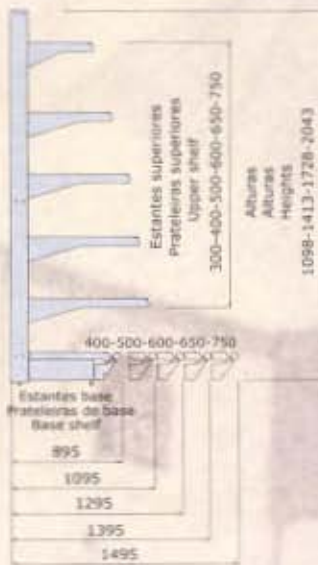 Estantes superiores
Prateleiras superiores
Upper shelf
300-400-500-600-650-750
Alturas
Alturas
Heights
1098-1413-1728-2043
400-500-600-650-750
Estantes base
Prateleiras de base
Base shelf
895
1095
1295
1395
1495